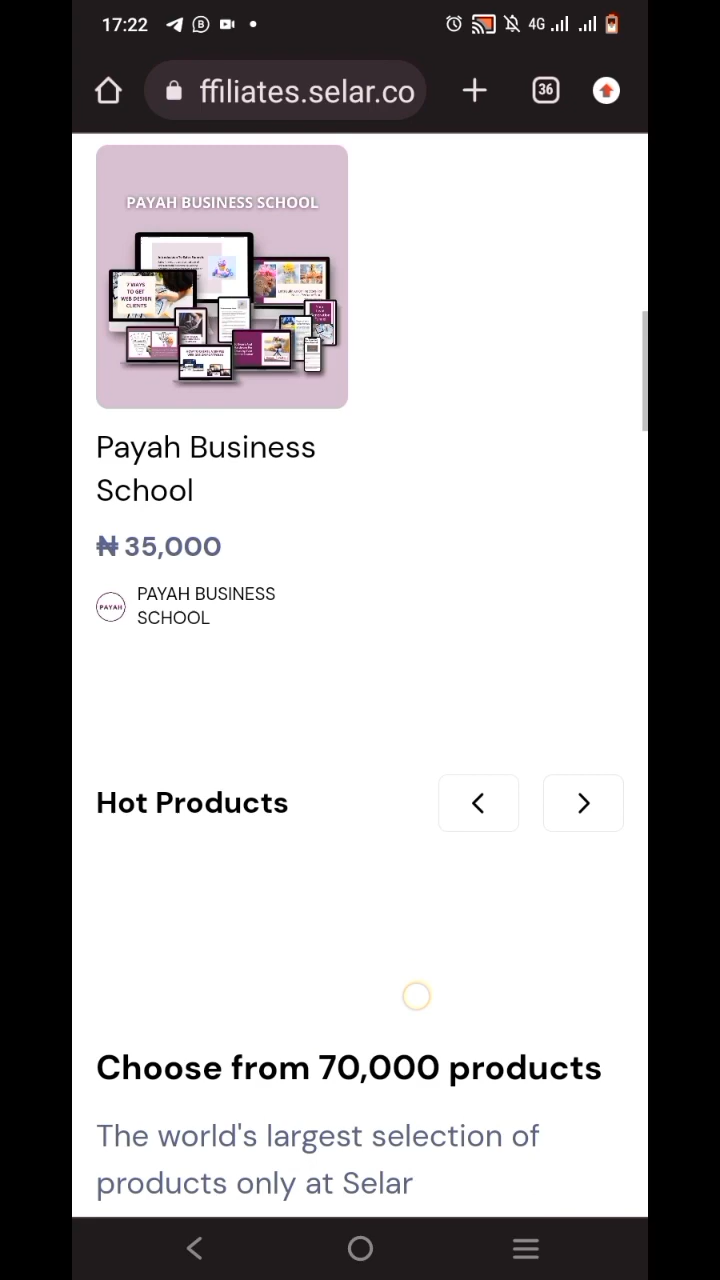 17:22
4G
ffiliates.selar.co
36
PAYAH BUSINESS SCHOOL
7 WAYS
TO GET
WEB DESIGN
CLIENTS
Payah Business
School
₦ 35,000
PAYAH
PAYAH BUSINESS
SCHOOL
Hot Products
Choose from 70,000 products
The world's largest selection of
products only at Selar